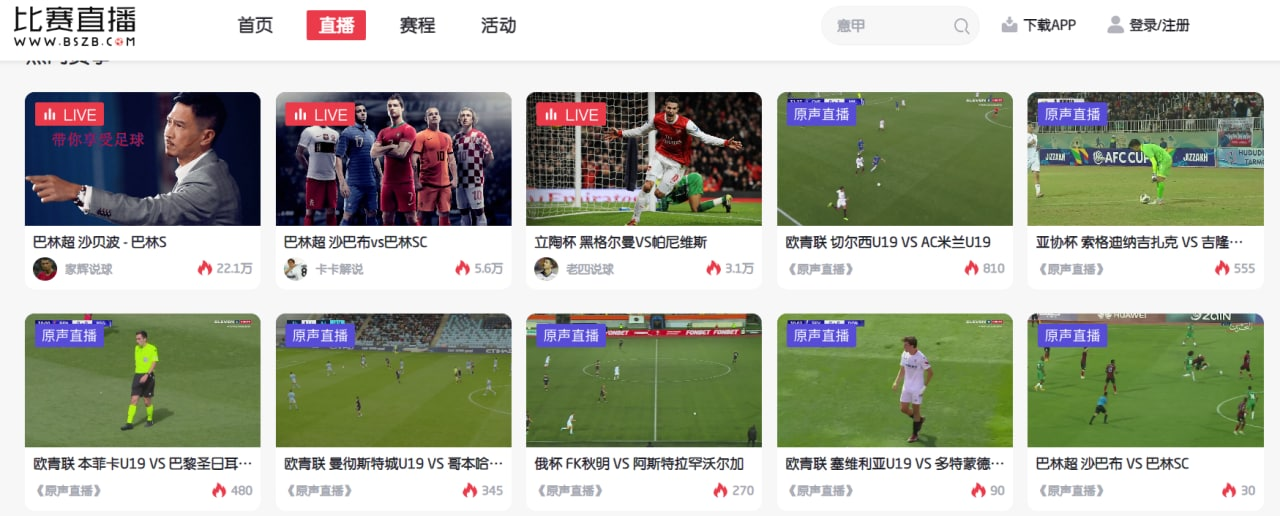 比赛直播
WWW.BSZB.COM
首页
直播
赛程
活动
意甲
下载APP
登录/注册
LIVE
带你享受足球
巴林超 沙贝波 - 巴林S
家辉说球
22.1万
LIVE
巴林超 沙巴布vs巴林SC
卡卡解说
5.6万
LIVE
立陶杯 黑格尔曼VS帕尼维斯
老四说球
3.1万
原声直播
欧青联 切尔西U19 VS AC米兰U19
《原声直播》
810
原声直播
JIZZAX
AFC CUP
JAZZAKH
亚协杯 索格迪纳吉扎克 VS 吉隆…
《原声直播》
555
原声直播
欧青联 本菲卡U19 VS 巴黎圣日耳…
《原声直播》
480
原声直播
欧青联 曼彻斯特城U19 VS 哥本哈…
《原声直播》
345
原声直播
FONBET FONBET
俄杯 FK秋明 VS 阿斯特拉罕沃尔加
《原声直播》
270
原声直播
欧青联 塞维利亚U19 VS 多特蒙德…
《原声直播》
90
原声直播
HUAWEI
zain
巴林超 沙巴布 VS 巴林SC
《原声直播》
30